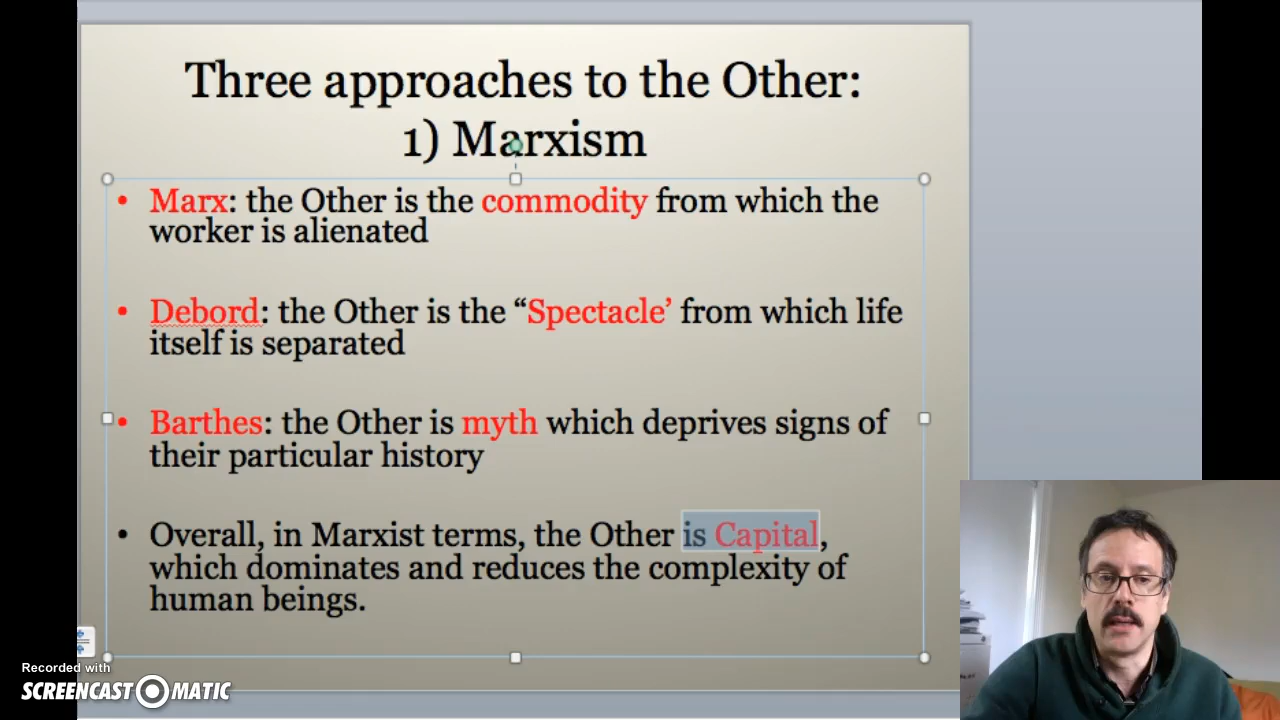 Three approaches to the Other:
1) Marxism
• Marx: the Other is the commodity from which the
worker is alienated
• Debord: the Other is the “Spectacle’ from which life
itself is separated
• Barthes: the Other is myth which deprives signs of
their particular history
• Overall, in Marxist terms, the Other is Capital,
which dominates and reduces the complexity of
human beings.
Recorded with
SCREENCAST-O-MATIC